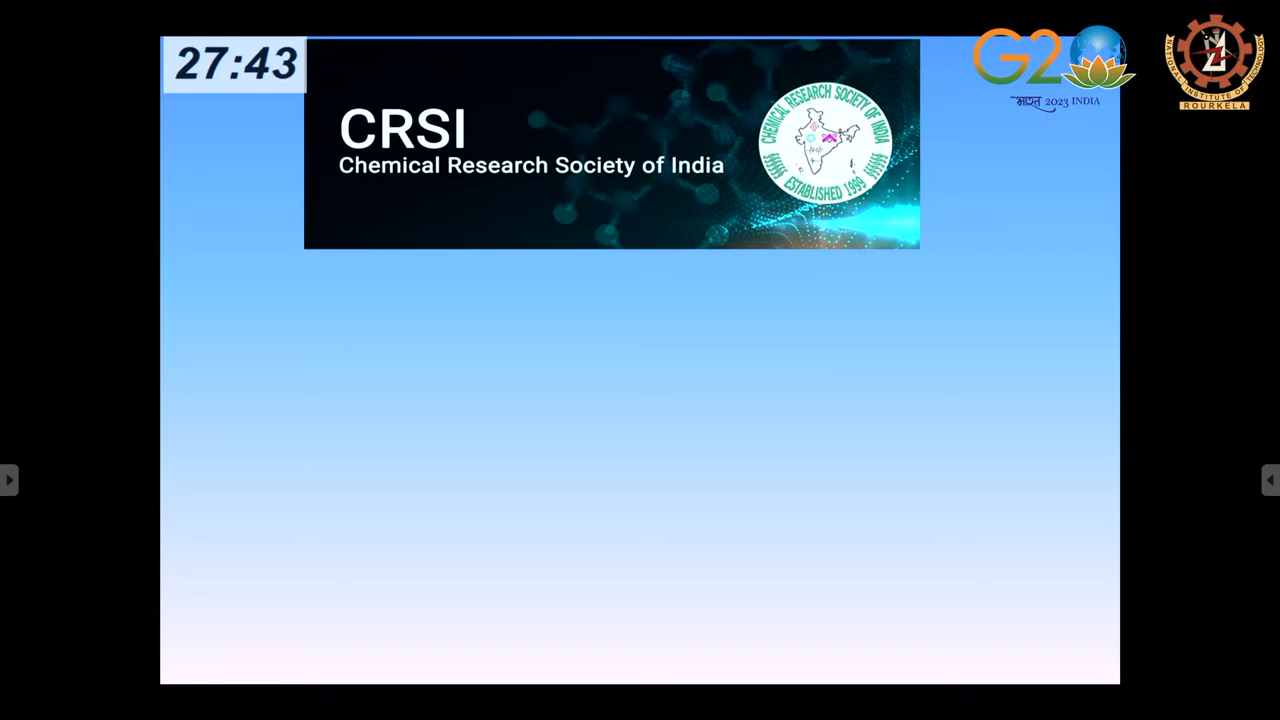 27:43
CRSI
Chemical Research Society of India
CHEMICAL RESEARCH SOCIETY OF INDIA
ESTABLISHED 1999
G20
भारत 2023 INDIA
NATIONAL INSTITUTE OF TECHNOLOGY
ROURKELA